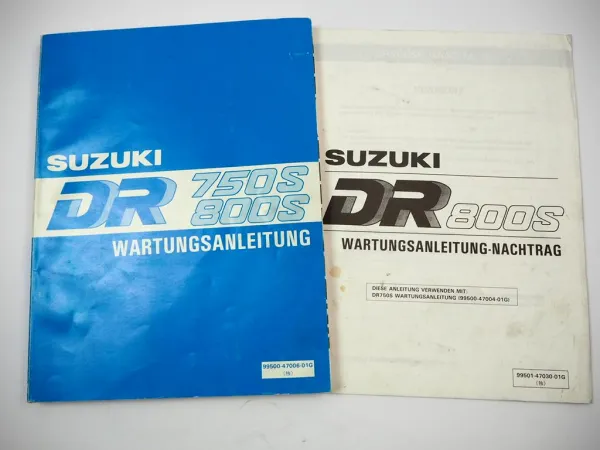 SUZUKI
DR 750S
800S
WARTUNGSANLEITUNG
99500-47006-01G
SUZUKI
DR 800S
WARTUNGSANLEITUNG-NACHTRAG
DIESE ANLEITUNG VERWENDEN MIT:
DR750S WARTUNGSANLEITUNG (99500-47004-01G)
99501-47030-01G